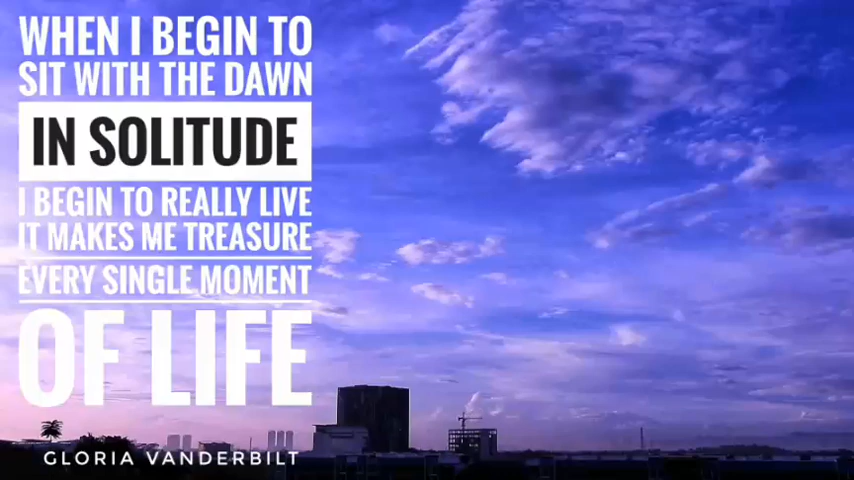 WHEN I BEGIN TO
SIT WITH THE DAWN
IN SOLITUDE
I BEGIN TO REALLY LIVE
IT MAKES ME TREASURE
EVERY SINGLE MOMENT
OF LIFE
GLORIA VANDERBILT